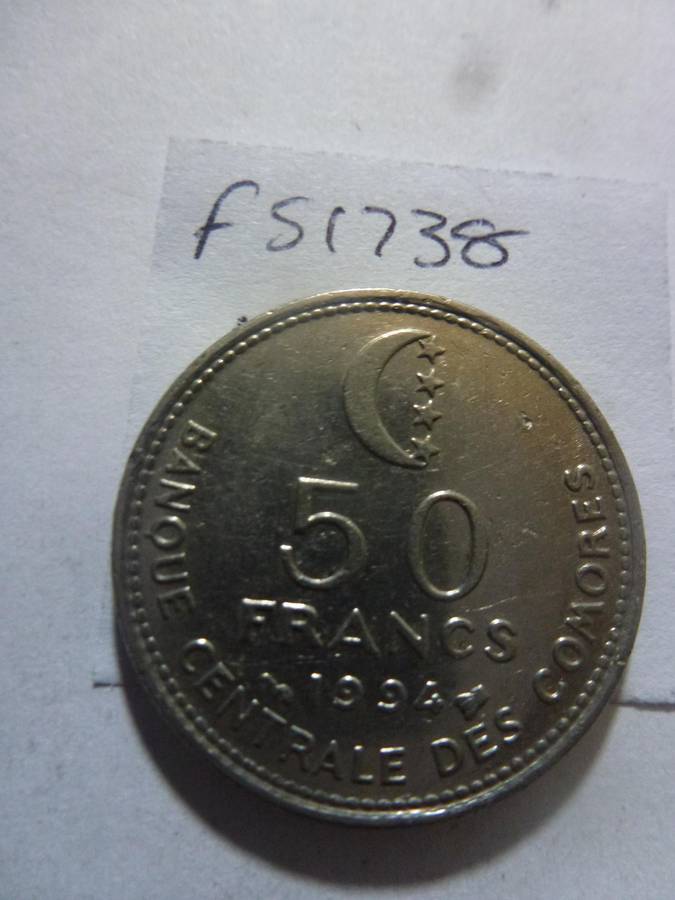 FS1738
50
FRANCS
1994
BANQUE CENTRALE DES COMORES